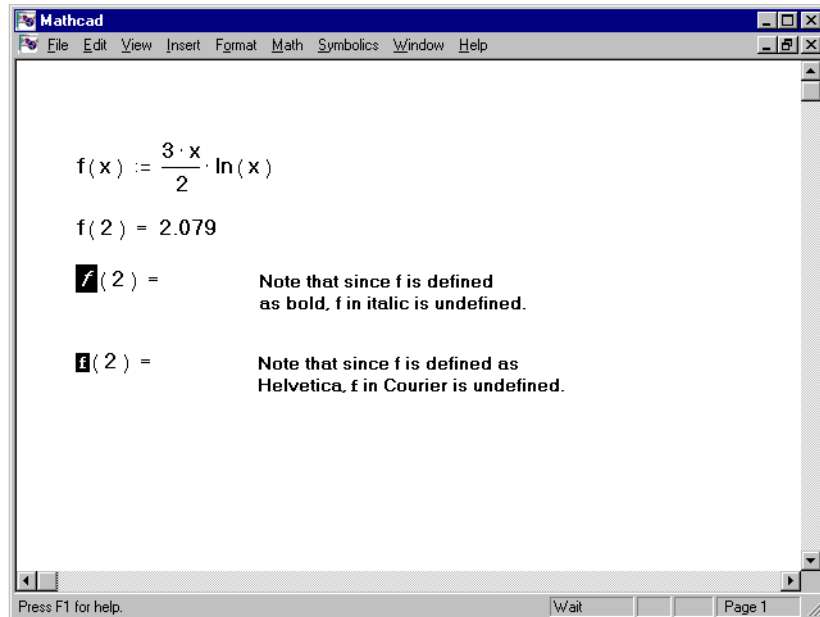 Mathcad
File Edit View Insert Format Math Symbolics Window Help
f(x) := 3·x/2 · ln(x)
f(2) = 2.079
f(2) =
Note that since f is defined
as bold, f in italic is undefined.
f(2) =
Note that since f is defined as
Helvetica, f in Courier is undefined.
Press F1 for help. Wait Page 1